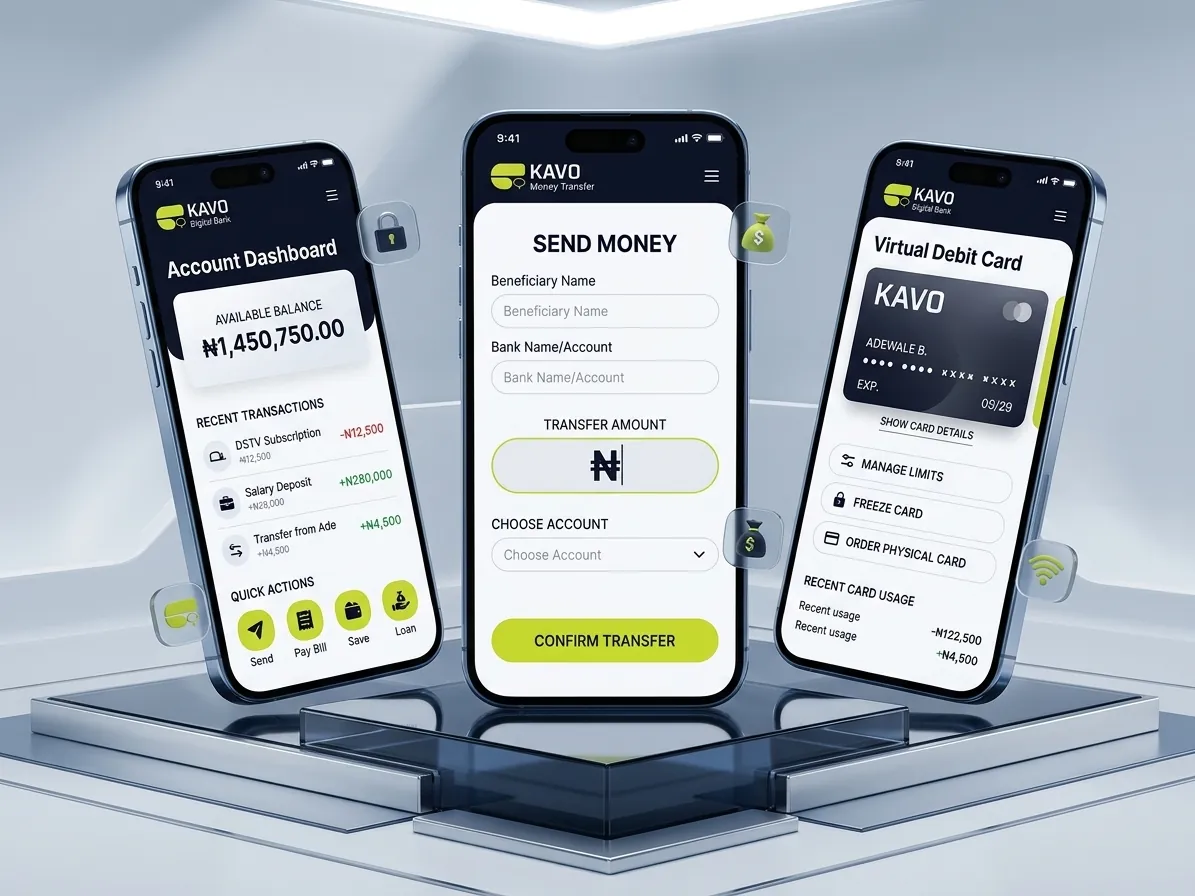 9:41
KAVO
Bigital Bank
Account Dashboard
AVAILABLE BALANCE
₦1,450,750.00
RECENT TRANSACTIONS
DSTV Subscription
-₦12,500
₦12,500
Salary Deposit
+₦280,000
+₦28,000
Transfer from Ade
+₦4,500
+₦4,500
QUICK ACTIONS
Send
Pay Bill
Save
Loan
9:41
KAVO
Money Transfer
SEND MONEY
Beneficiary Name
Beneficiary Name
Bank Name/Account
Bank Name/Account
TRANSFER AMOUNT
₦
CHOOSE ACCOUNT
Choose Account
CONFIRM TRANSFER
9:41
KAVO
Bank
Virtual Debit Card
KAVO
ADEWALE B.
•••• •••• xxxx xxxx
EXP.
09/29
SHOW CARD DETAILS
MANAGE LIMITS
FREEZE CARD
ORDER PHYSICAL CARD
RECENT CARD USAGE
Recent usage
-₦122,500
Recent usage
+₦4,500
$
$